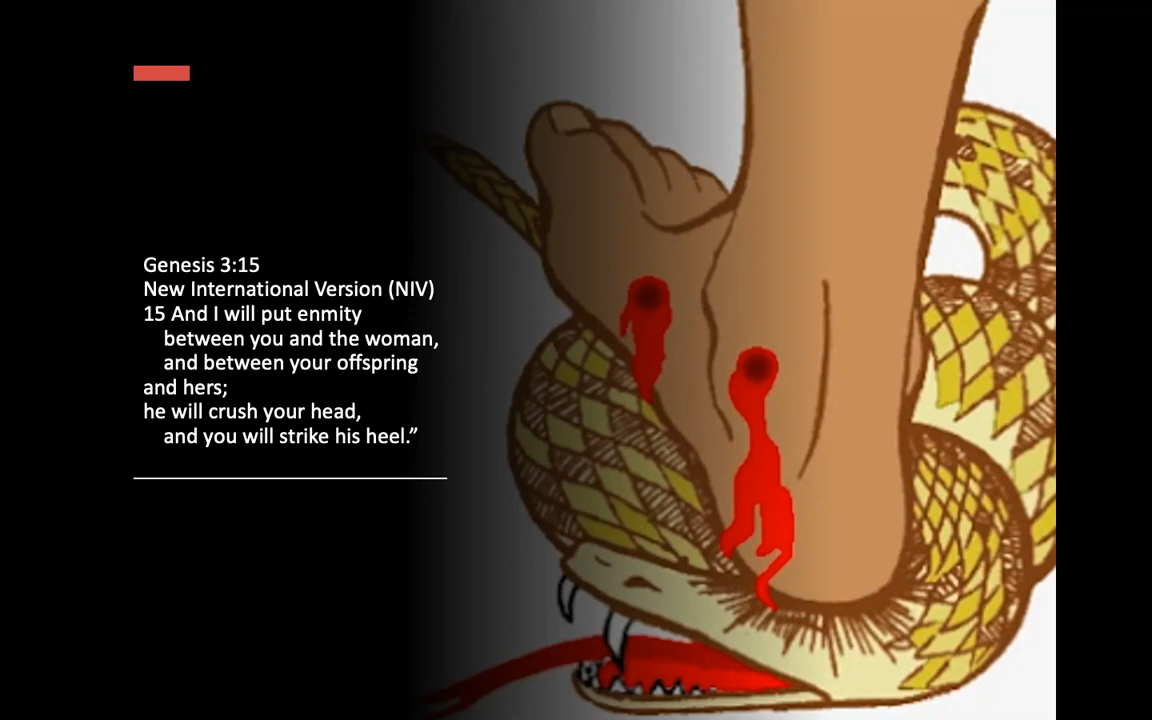 Genesis 3:15
New International Version (NIV)
15 And I will put enmity
between you and the woman,
and between your offspring
and hers;
he will crush your head,
and you will strike his heel.”